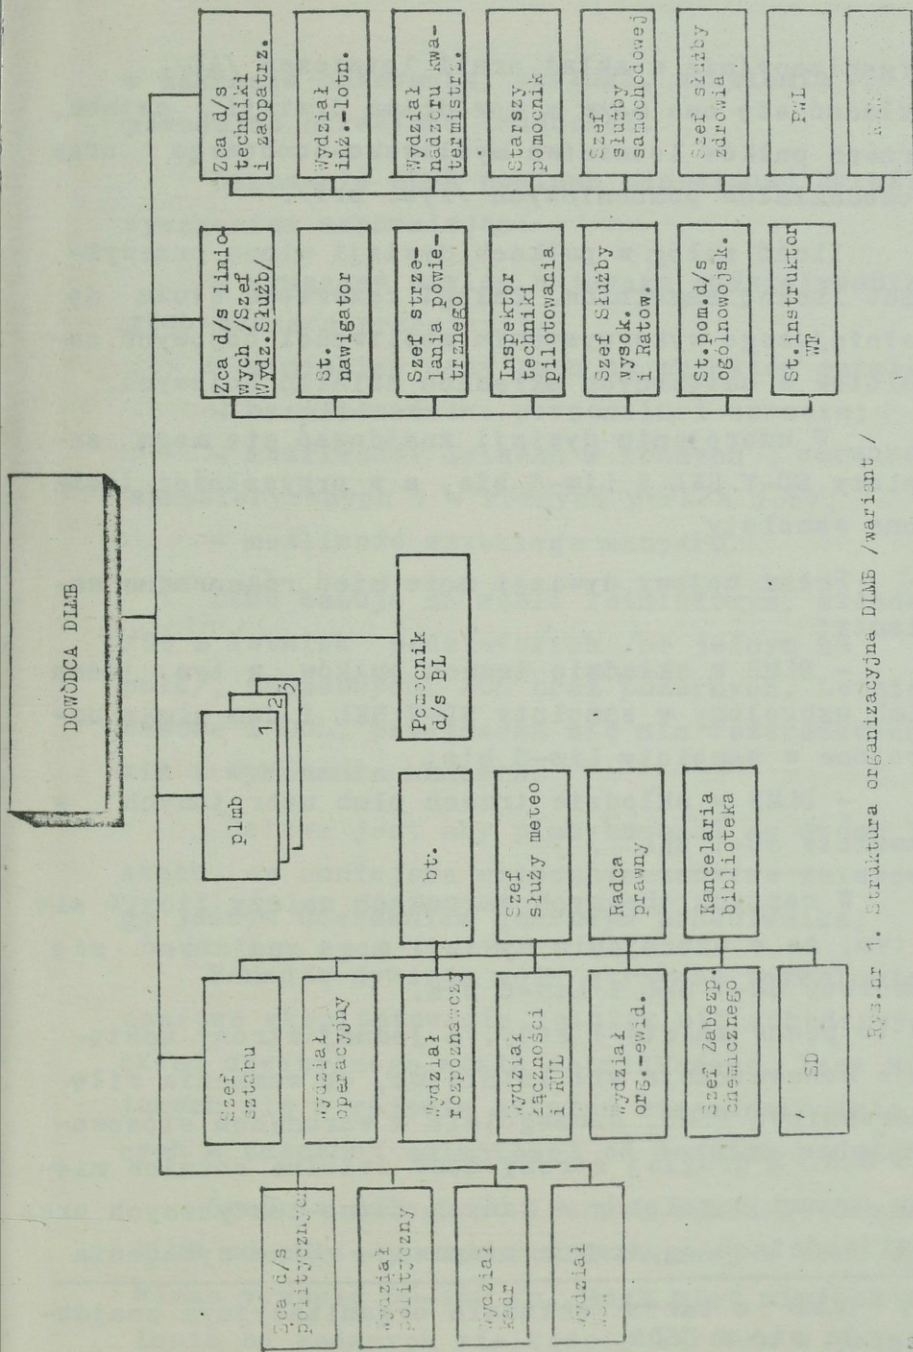 DOWÓDCA DLMB
Zca d/s
politycznych
Wydział
polityczny
Wydział
kadr
Wydział
Szef
sztabu
Wydział
operacyjny
Wydział
rozpoznawczy
Wydział
łączności
i RUL
Wydział
org.-ewid.
Szef Zabezp.
chemicznego
SD
bt.
Szef
służy meteo
Radca
prawny
Kancelaria
biblioteka
plmb
1
2
3
Pomocnik
d/s BL
Zca d/s linio-
wych /Szef
Wydz.Służb/
St.
nawigator
Szef strze-
lania powie-
trznego
Inspektor
techniki
pilotowania
Szef Służby
wysok.
i Ratow.
St.pom.d/s
ogólnowojsk.
St.instruktor
WF
Zca d/s
techniki
i zaopatrz.
Wydział
inż.-lotn.
Wydział
nadzoru kwa-
termistrz.
Starszy
pomocnik
Szef
służby
samochodowej
Szef służby
zdrowia
PWL
Rys.nr 1. Struktura organizacyjna DLMB /wariant /